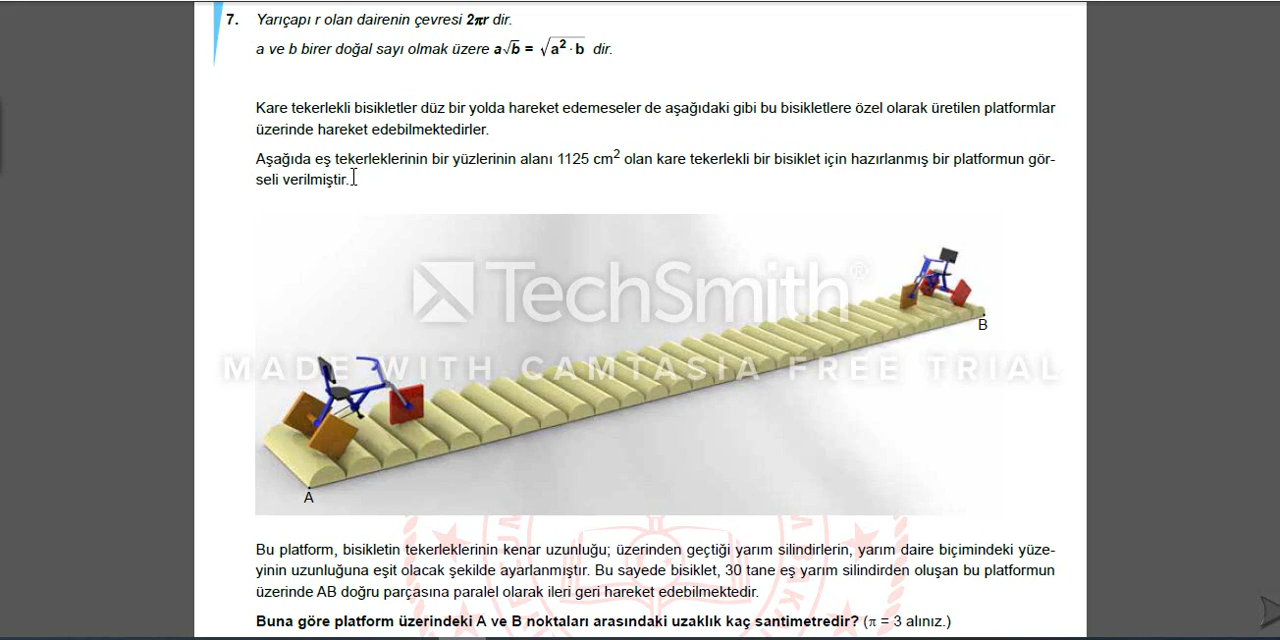 7. Yarıçapı r olan dairenin çevresi 2πr dir.
a ve b birer doğal sayı olmak üzere a√b = √a² · b dir.
Kare tekerlekli bisikletler düz bir yolda hareket edemeseler de aşağıdaki gibi bu bisikletlere özel olarak üretilen platformlar
üzerinde hareket edebilmektedirler.
Aşağıda eş tekerleklerinin bir yüzlerinin alanı 1125 cm² olan kare tekerlekli bir bisiklet için hazırlanmış bir platformun gör-
seli verilmiştir.
TechSmith®
MADE WITH CAMTASIA FREE TRIAL
B
A
Bu platform, bisikletin tekerleklerinin kenar uzunluğu; üzerinden geçtiği yarım silindirlerin, yarım daire biçimindeki yüze-
yinin uzunluğuna eşit olacak şekilde ayarlanmıştır. Bu sayede bisiklet, 30 tane eş yarım silindirden oluşan bu platformun
üzerinde AB doğru parçasına paralel olarak ileri geri hareket edebilmektedir.
Buna göre platform üzerindeki A ve B noktaları arasındaki uzaklık kaç santimetredir? (π = 3 alınız.)